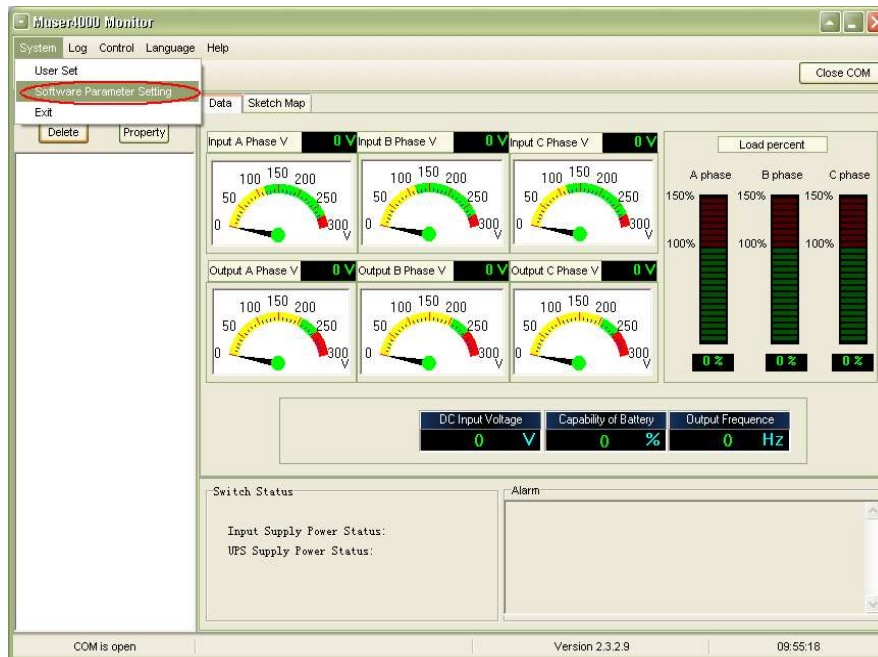 Muser4000 Monitor
System Log Control Language Help
User Set
Software Parameter Setting
Exit
Close COM
Delete Property
Data Sketch Map
Input A Phase V 0 V
50 100 150 200 250
0 300
V
Input B Phase V 0 V
50 100 150 200 250
0 300
V
Input C Phase V 0 V
50 100 150 200 250
0 300
V
Output A Phase V 0 V
50 100 150 200 250
0 300
V
Output B Phase V 0 V
50 100 150 200 250
0 300
V
Output C Phase V 0 V
50 100 150 200 250
0 300
V
Load percent
A phase B phase C phase
150% 150% 150%
100% 100% 100%
0 % 0 % 0 %
DC Input Voltage Capability of Battery Output Frequence
0 V 0 % 0 Hz
Switch Status
Input Supply Power Status:
UPS Supply Power Status:
Alarm
COM is open Version 2.3.2.9 09:55:18